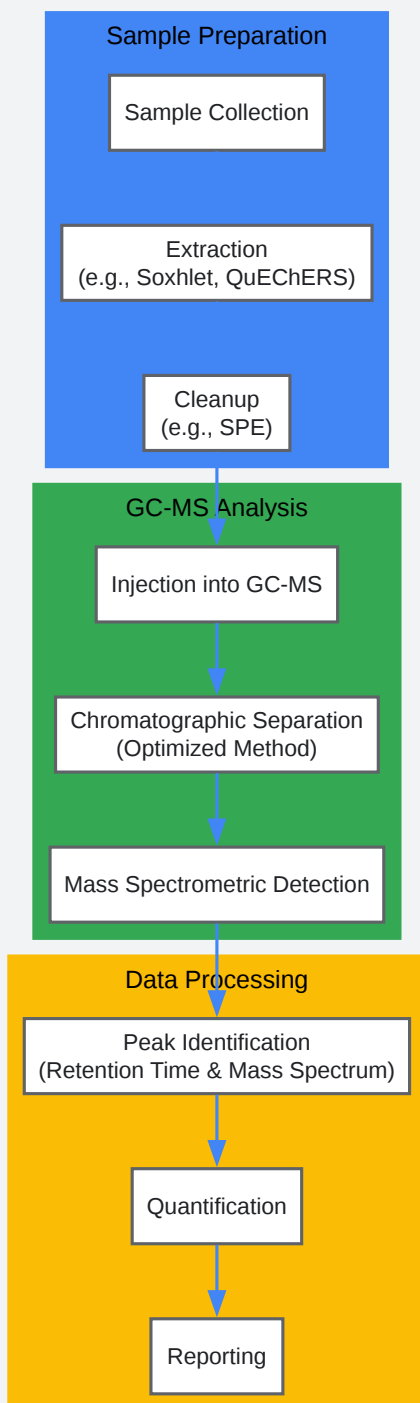 Sample Preparation
Sample Collection
Extraction
(e.g., Soxhlet, QuEChERS)
Cleanup
(e.g., SPE)
GC-MS Analysis
Injection into GC-MS
Chromatographic Separation
(Optimized Method)
Mass Spectrometric Detection
Data Processing
Peak Identification
(Retention Time & Mass Spectrum)
Quantification
Reporting